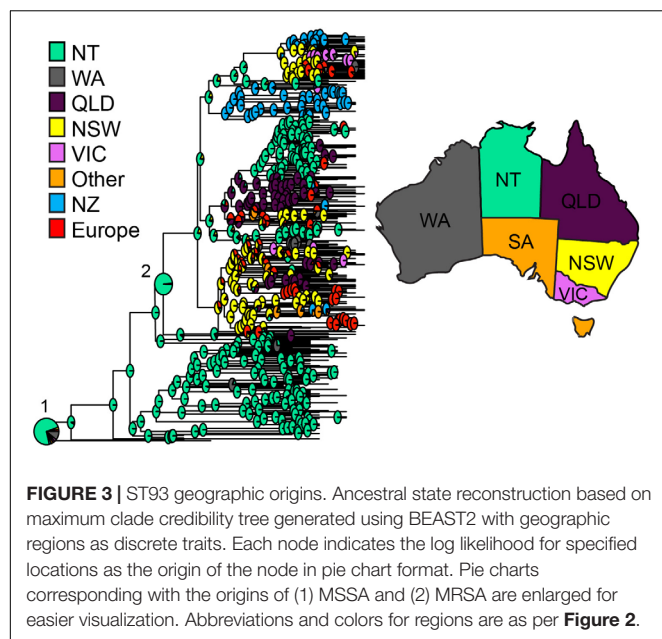 NT
WA
QLD
NSW
VIC
Other
NZ
Europe
2
1
WA
NT
QLD
SA
NSW
VIC
FIGURE 3 | ST93 geographic origins. Ancestral state reconstruction based on
maximum clade credibility tree generated using BEAST2 with geographic
regions as discrete traits. Each node indicates the log likelihood for specified
locations as the origin of the node in pie chart format. Pie charts
corresponding with the origins of (1) MSSA and (2) MRSA are enlarged for
easier visualization. Abbreviations and colors for regions are as per Figure 2.